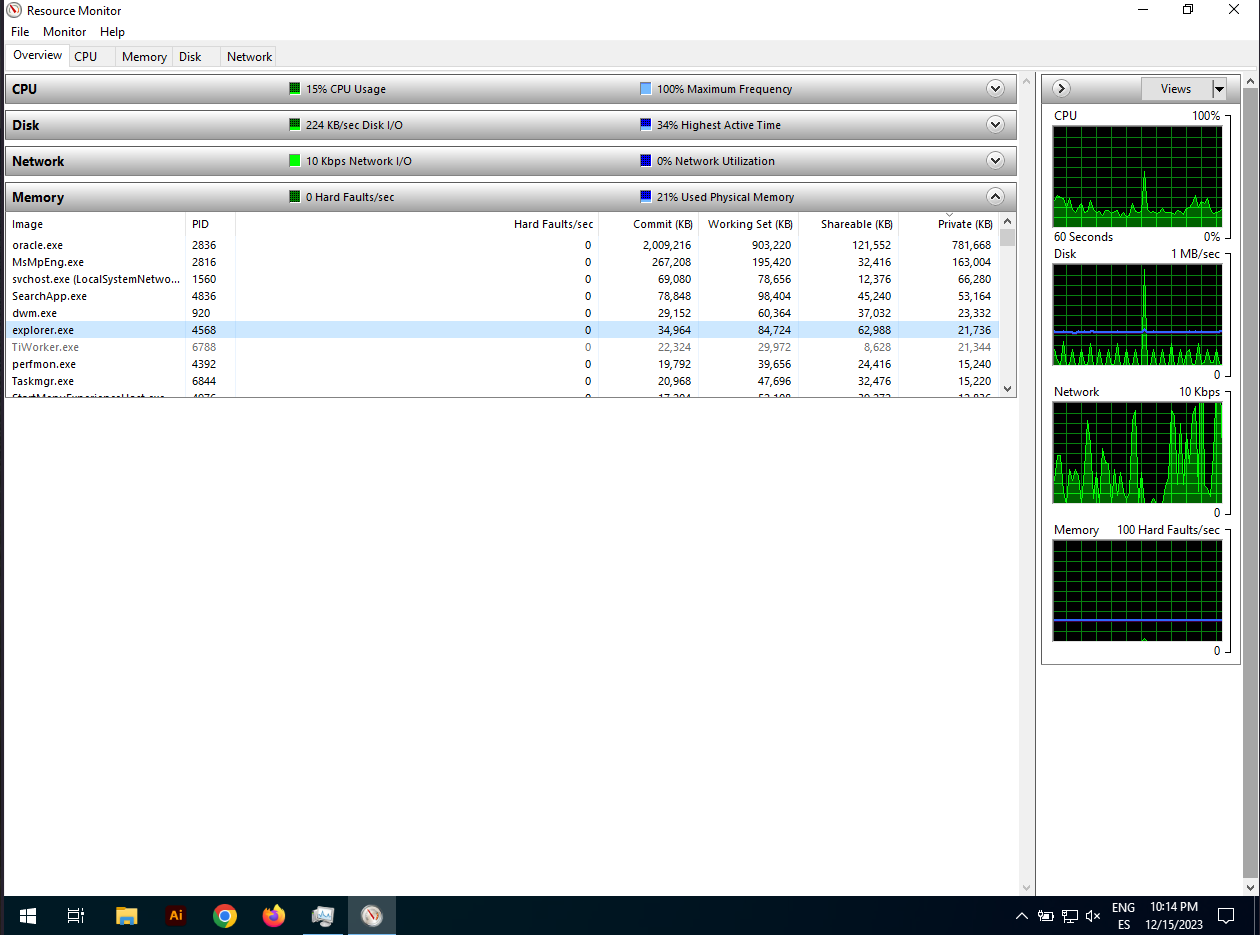 Resource Monitor
File Monitor Help
Overview CPU Memory Disk Network
CPU 15% CPU Usage 100% Maximum Frequency
Disk 224 KB/sec Disk I/O 34% Highest Active Time
Network 10 Kbps Network I/O 0% Network Utilization
Memory 0 Hard Faults/sec 21% Used Physical Memory
Image PID Hard Faults/sec Commit (KB) Working Set (KB) Shareable (KB) Private (KB)
oracle.exe 2836 0 2,009,216 903,220 121,552 781,668
MsMpEng.exe 2816 0 267,208 195,420 32,416 163,004
svchost.exe (LocalSystemNetwo... 1560 0 69,080 78,656 12,376 66,280
SearchApp.exe 4836 0 78,848 98,404 45,240 53,164
dwm.exe 920 0 29,152 60,364 37,032 23,332
explorer.exe 4568 0 34,964 84,724 62,988 21,736
TiWorker.exe 6788 0 22,324 29,972 8,628 21,344
perfmon.exe 4392 0 19,792 39,656 24,416 15,240
Taskmgr.exe 6844 0 20,968 47,696 32,476 15,220
Views
CPU 100%
60 Seconds 0%
Disk 1 MB/sec
0
Network 10 Kbps
0
Memory 100 Hard Faults/sec
0
Ai
ENG
ES
10:14 PM
12/15/2023